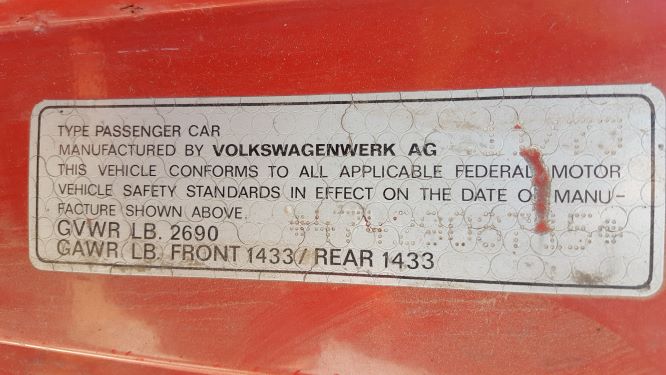 TYPE PASSENGER CAR
MANUFACTURED BY VOLKSWAGENWERK AG
THIS VEHICLE CONFORMS TO ALL APPLICABLE FEDERAL MOTOR
VEHICLE SAFETY STANDARDS IN EFFECT ON THE DATE OF MANU-
FACTURE SHOWN ABOVE.
GVWR LB. 2690
GAWR LB. FRONT 1433/ REAR 1433